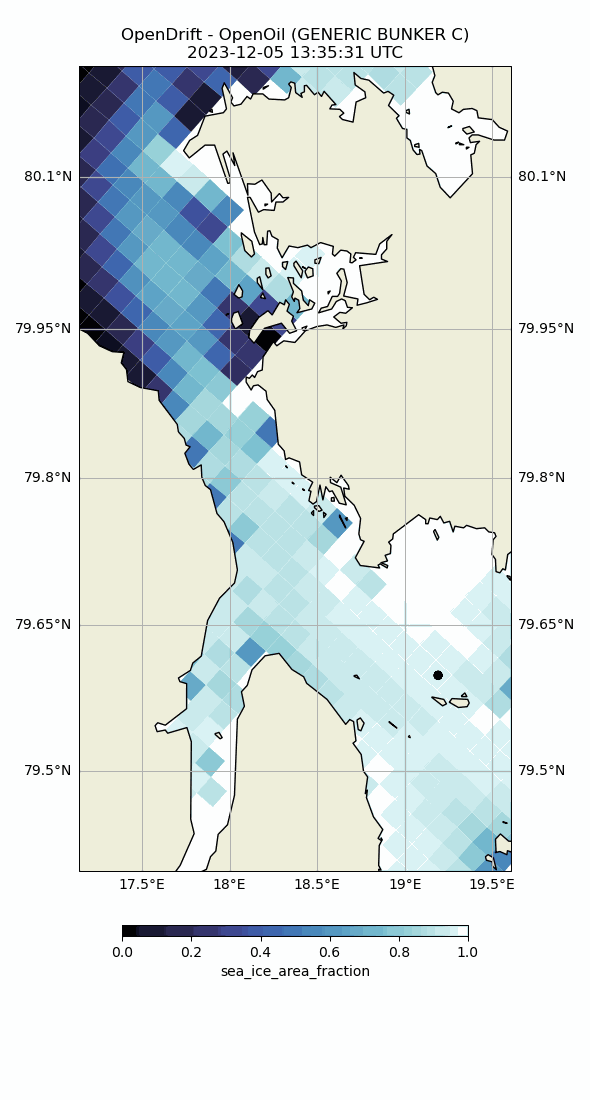 OpenDrift - OpenOil (GENERIC BUNKER C)
2023-12-05 13:35:31 UTC
80.1°N 80.1°N
79.95°N 79.95°N
79.8°N 79.8°N
79.65°N 79.65°N
79.5°N 79.5°N
17.5°E 18°E 18.5°E 19°E 19.5°E
0.0 0.2 0.4 0.6 0.8 1.0
sea_ice_area_fraction